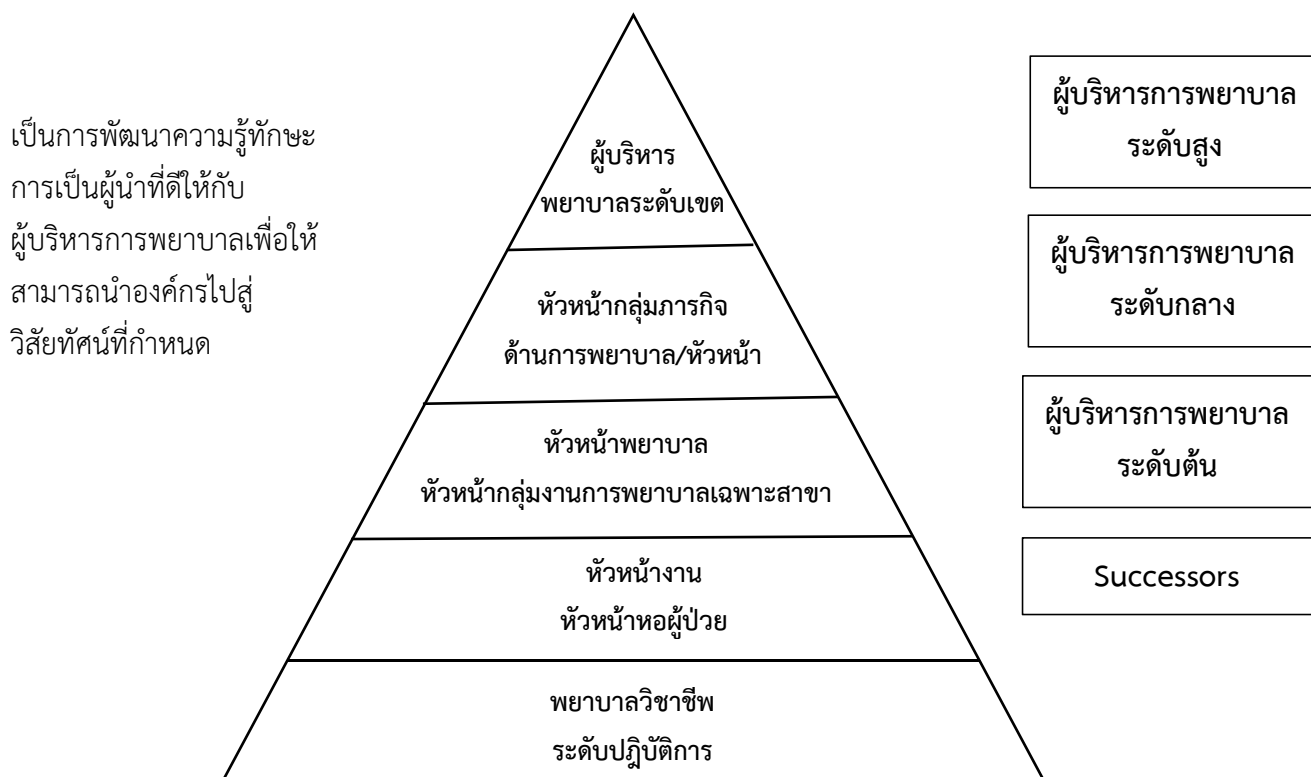 เป็นการพัฒนาความรู้ทักษะ
การเป็นผู้นำที่ดีให้กับ
ผู้บริหารการพยาบาลเพื่อให้
สามารถนำองค์กรไปสู่
วิสัยทัศน์ที่กำหนด
ผู้บริหาร
พยาบาลระดับเขต
หัวหน้ากลุ่มภารกิจ
ด้านการพยาบาล/หัวหน้า
หัวหน้าพยาบาล
หัวหน้ากลุ่มงานการพยาบาลเฉพาะสาขา
หัวหน้างาน
หัวหน้าหอผู้ป่วย
พยาบาลวิชาชีพ
ระดับปฎิบัติการ
ผู้บริหารการพยาบาล
ระดับสูง
ผู้บริหารการพยาบาล
ระดับกลาง
ผู้บริหารการพยาบาล
ระดับต้น
Successors